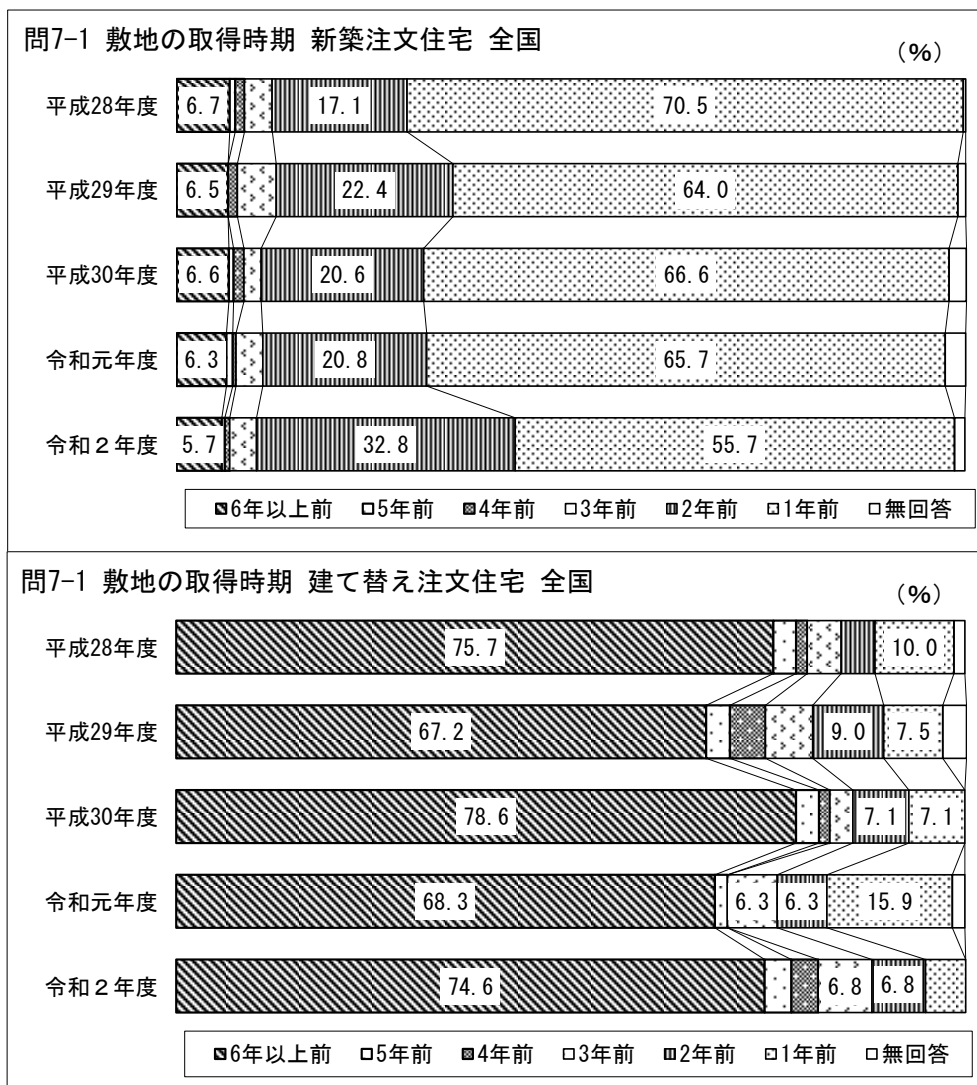 問7-1 敷地の取得時期 新築注文住宅 全国
(%)
平成28年度 6.7 17.1 70.5
平成29年度 6.5 22.4 64.0
平成30年度 6.6 20.6 66.6
令和元年度 6.3 20.8 65.7
令和2年度 5.7 32.8 55.7
6年以上前 5年前 4年前 3年前 2年前 1年前 無回答
問7-1 敷地の取得時期 建て替え注文住宅 全国
(%)
平成28年度 75.7 10.0
平成29年度 67.2 9.0 7.5
平成30年度 78.6 7.1 7.1
令和元年度 68.3 6.3 6.3 15.9
令和2年度 74.6 6.8 6.8
6年以上前 5年前 4年前 3年前 2年前 1年前 無回答